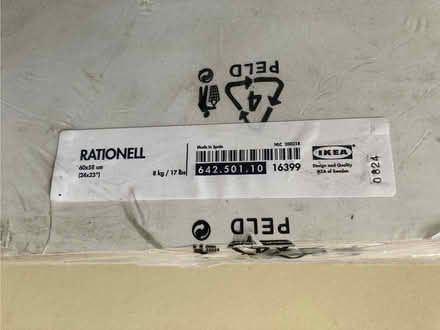 PELD
4
RATIONELL
60x58 cm
(24x23")
8 kg / 17 lbs
Made in Spain
642.501.10
16399
IKEA
Design and Quality
IKEA of Sweden
0824
PELD